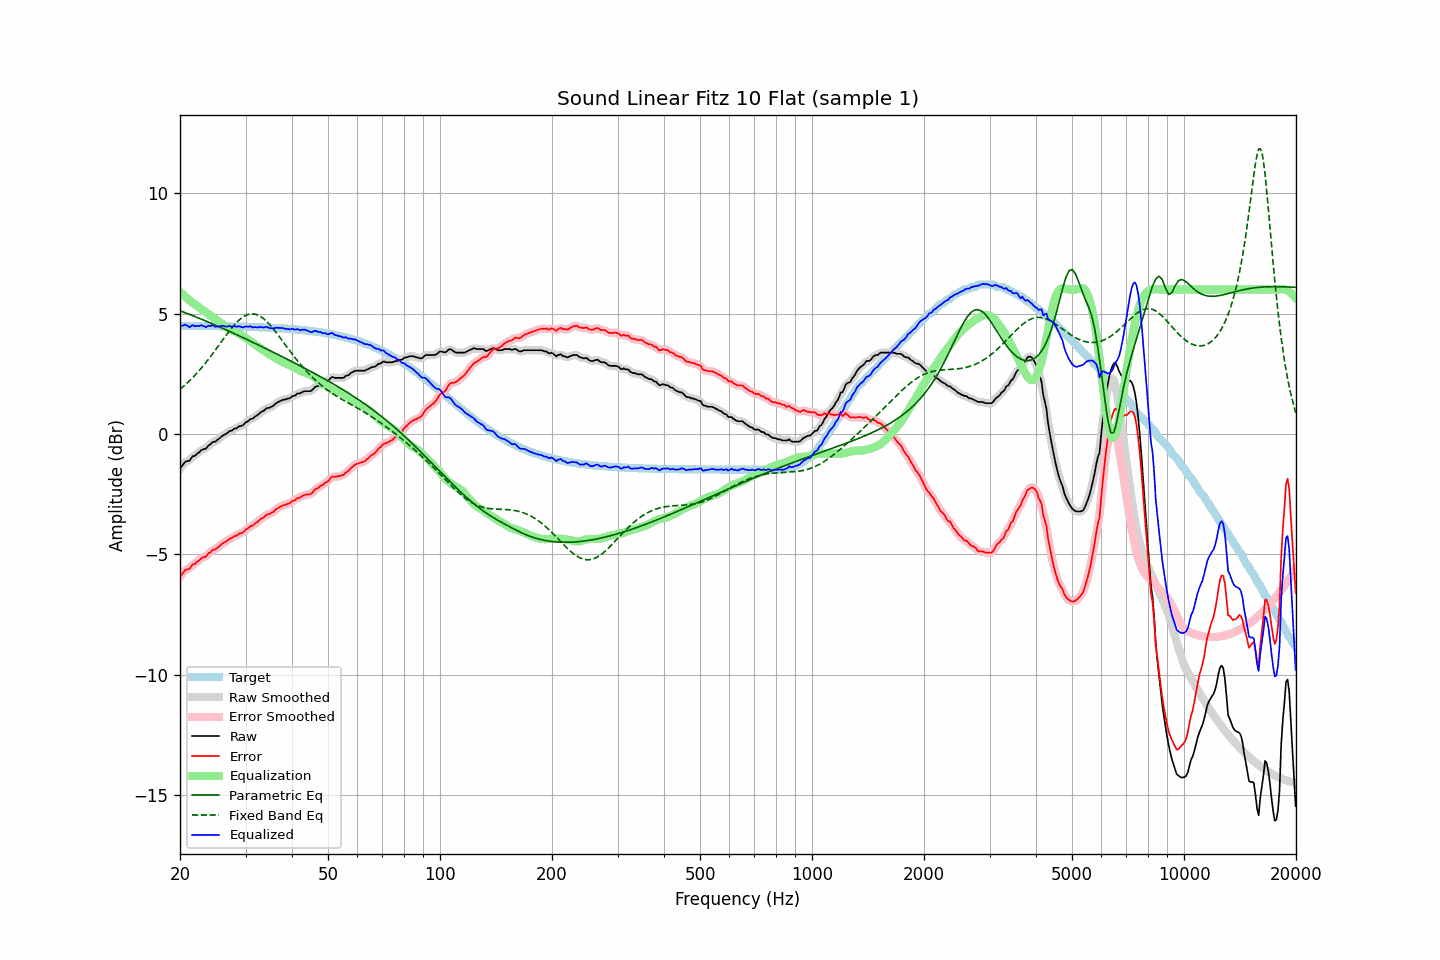 Sound Linear Fitz 10 Flat (sample 1)
Amplitude (dBr)
10
5
0
−5
−10
−15
Target
Raw Smoothed
Error Smoothed
Raw
Error
Equalization
Parametric Eq
Fixed Band Eq
Equalized
20 50 100 200 500 1000 2000 5000 10000 20000
Frequency (Hz)